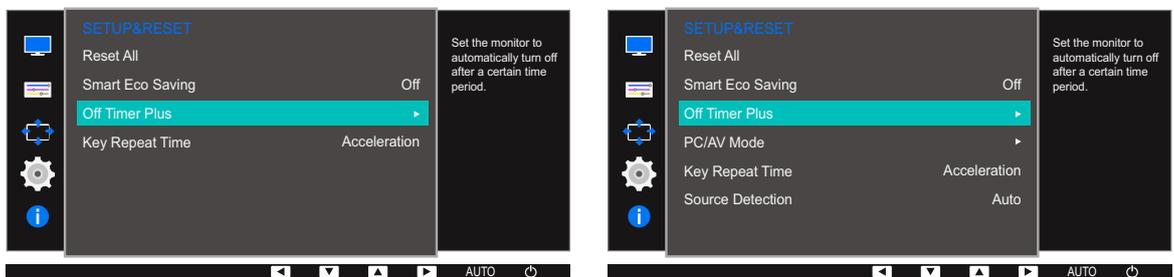 SETUP&RESET
Reset All
Smart Eco Saving Off
Off Timer Plus
Key Repeat Time Acceleration
Set the monitor to
automatically turn off
after a certain time
period.
AUTO
SETUP&RESET
Reset All
Smart Eco Saving Off
Off Timer Plus
PC/AV Mode
Key Repeat Time Acceleration
Source Detection Auto
Set the monitor to
automatically turn off
after a certain time
period.
AUTO